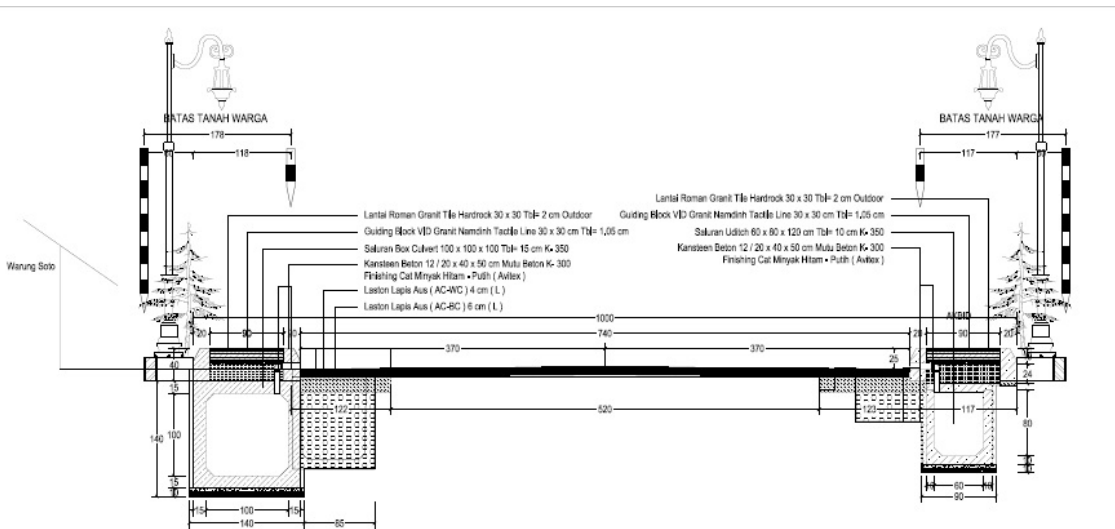 BATAS TANAH WARGA
BATAS TANAH WARGA
178
177
118
117
Lantai Roman Granit Tile Hardrock 30 x 30 Tbl= 2 cm Outdoor
Guiding Block VID Granit Namdinh Tactile Line 30 x 30 cm Tbl= 1,05 cm
Saluran Box Culvert 100 x 100 x 100 Tbl= 15 cm K- 350
Kansteen Beton 12 / 20 x 40 x 50 cm Mutu Beton K- 300
Finishing Cat Minyak Hitam - Putih ( Avitex )
Laston Lapis Aus ( AC-WC ) 4 cm ( L )
Laston Lapis Aus ( AC-BC ) 6 cm ( L )
Lantai Roman Granit Tile Hardrock 30 x 30 Tbl= 2 cm Outdoor
Guiding Block VID Granit Namdinh Tactile Line 30 x 30 cm Tbl= 1,05 cm
Saluran Uditch 60 x 80 x 120 cm Tbl= 10 cm K- 350
Kansteen Beton 12 / 20 x 40 x 50 cm Mutu Beton K- 300
Finishing Cat Minyak Hitam - Putih ( Avitex )
Warung Soto
1000
AKBID
20 90 20 740 28 90 20
370 370 25
40
24
15
122 520 123 117
100
140
80
15
10
15 100 15
60
140 85
90